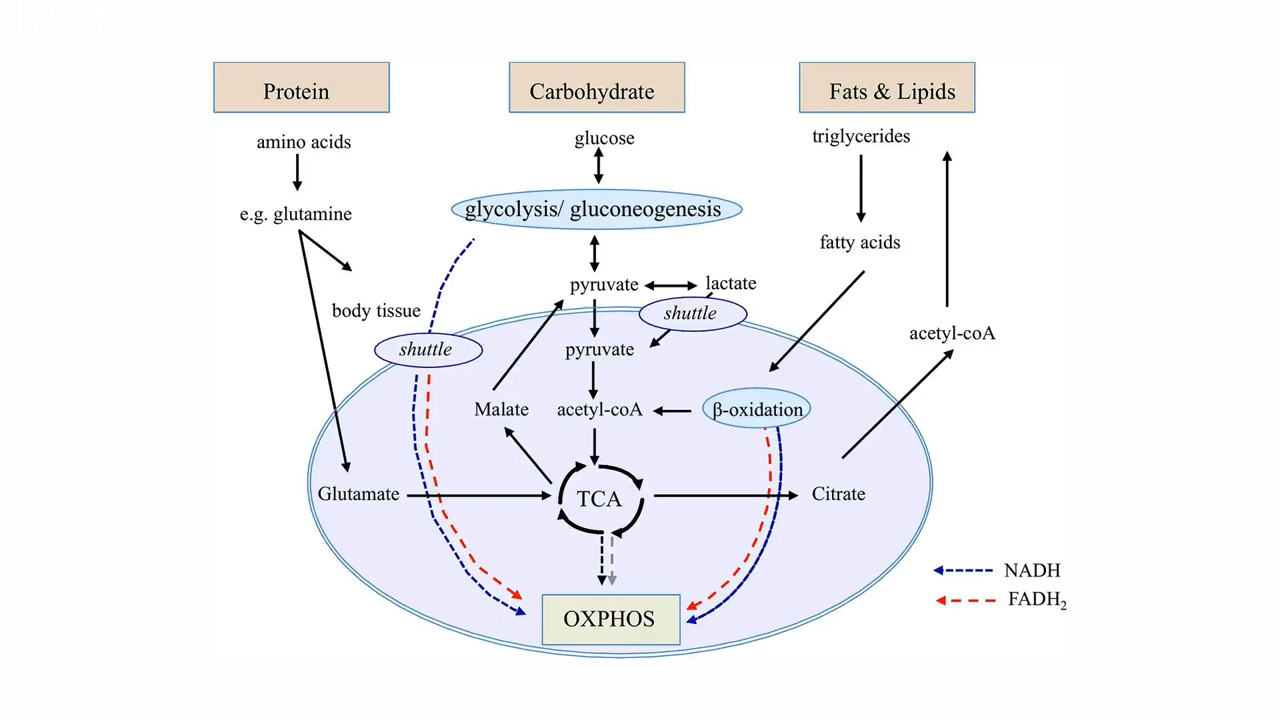 Protein
Carbohydrate
Fats & Lipids
amino acids
glucose
triglycerides
e.g. glutamine
glycolysis/ gluconeogenesis
fatty acids
pyruvate
lactate
body tissue
shuttle
shuttle
pyruvate
acetyl-coA
Malate
acetyl-coA
β-oxidation
Glutamate
TCA
Citrate
NADH
FADH₂
OXPHOS